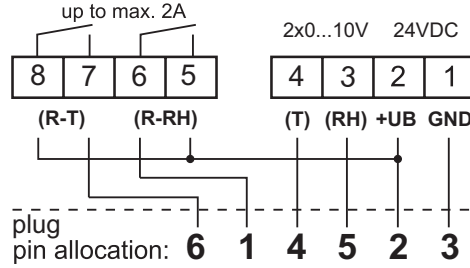 up to max. 2A
2x0...10V 24VDC
8 7 6 5 4 3 2 1
(R-T) (R-RH) (T) (RH) +UB GND
plug
pin allocation: 6 1 4 5 2 3